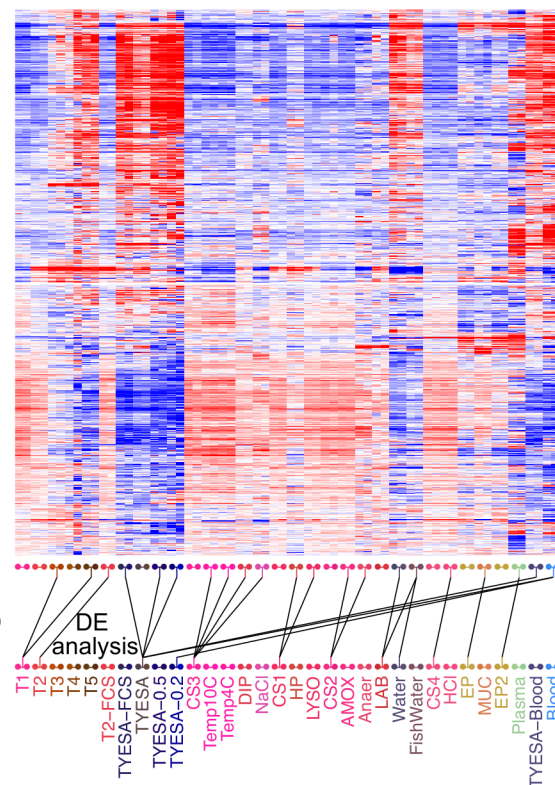 DE
analysis
T1
T2
T3
T4
T5
T2-FCS
TYESA-FCS
TYESA
TYESA-0.5
TYESA-0.2
CS3
Temp10C
Temp4C
DIP
NaCl
CS1
HP
LYSO
CS2
AMOX
Anaer
LAB
Water
FishWater
CS4
HCl
EP
MUC
EP2
Plasma
TYESA-Blood
Blood